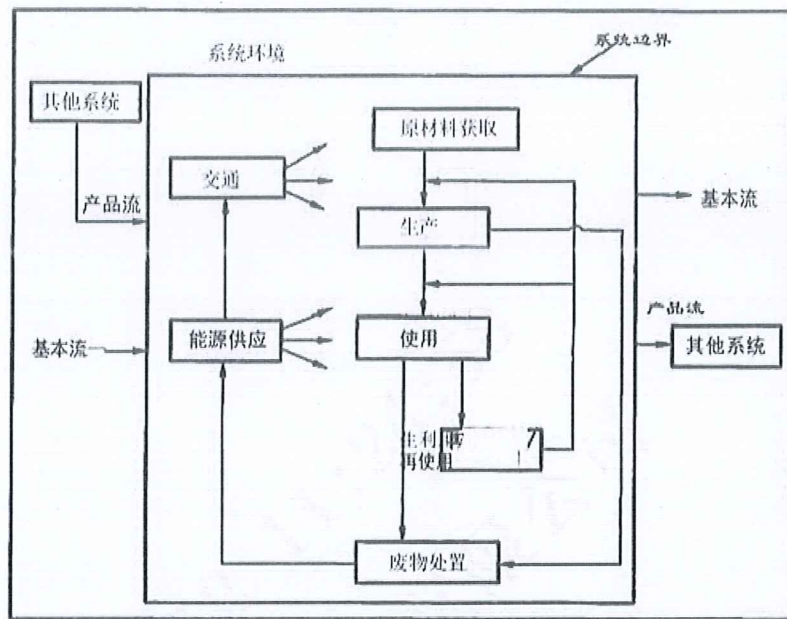 系统环境
系统边界
其他系统
原材料获取
交通
产品流
基本流
生产
产品流
基本流
能源供应
使用
其他系统
生利
再使用
废物处置